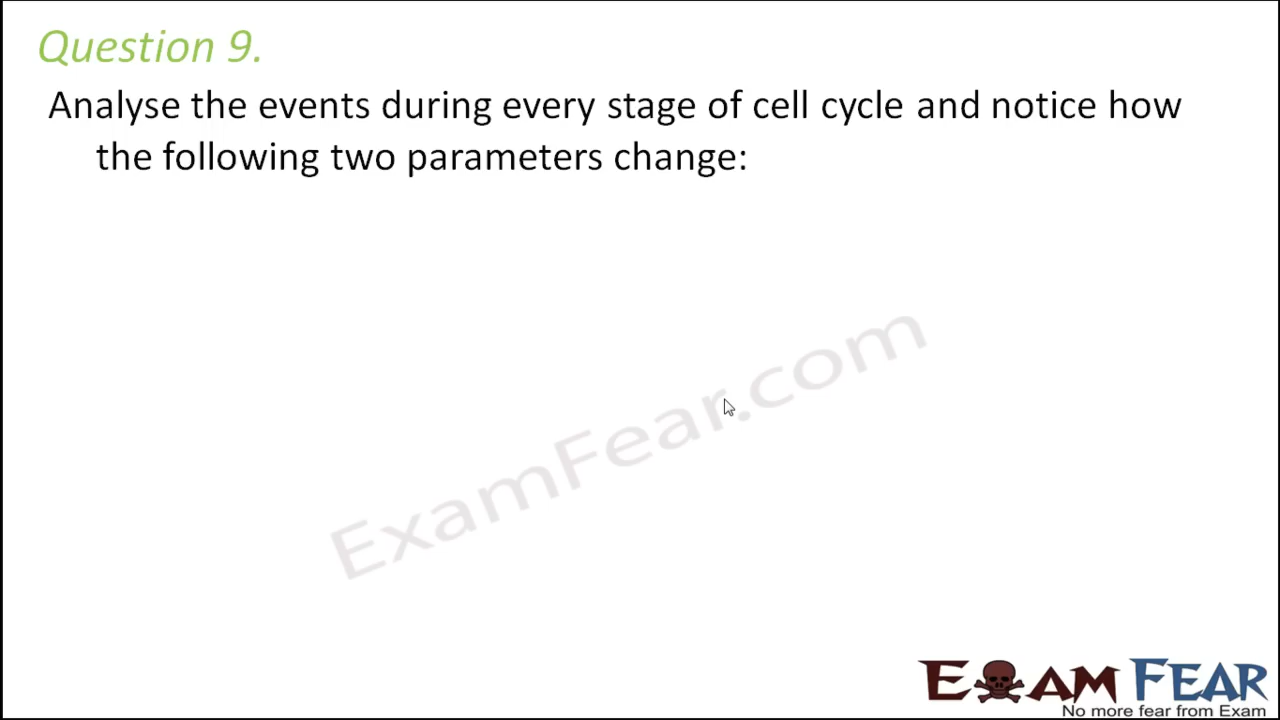 Question 9.
Analyse the events during every stage of cell cycle and notice how
the following two parameters change:
ExamFear.com
EXAM FEAR
No more fear from Exam